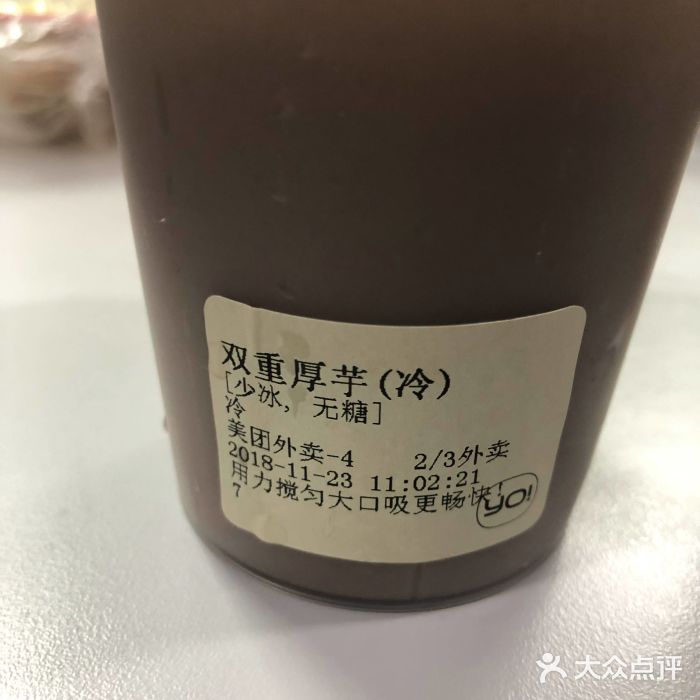 双重厚芋(冷)
[少冰, 无糖]
冷
美团外卖-4 2/3外卖
2018-11-23 11:02:21
用力搅匀大口吸更畅快!
7
YO!
大众点评